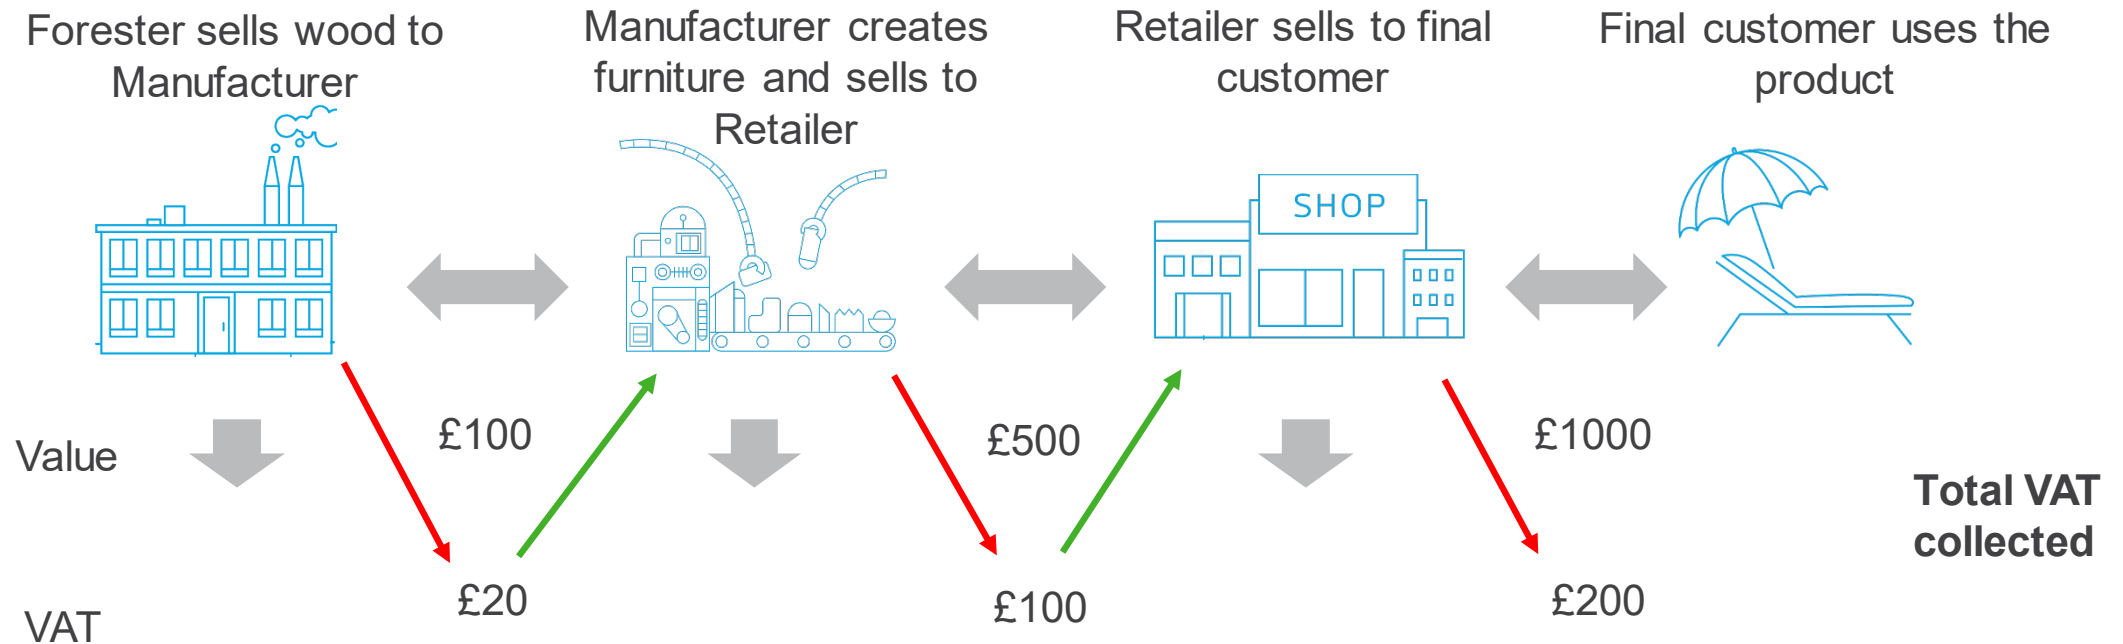 Forester sells wood to
Manufacturer
Manufacturer creates
furniture and sells to
Retailer
Retailer sells to final
customer
Final customer uses the
product
SHOP
Value
£100
£500
£1000
Total VAT
collected
VAT
£20
£100
£200